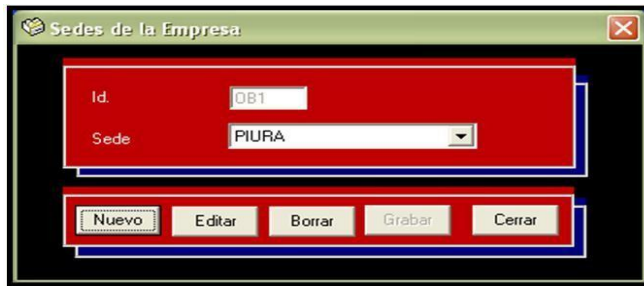 Sedes de la Empresa
Id. OB1
Sede PIURA
Nuevo Editar Borrar Grabar Cerrar